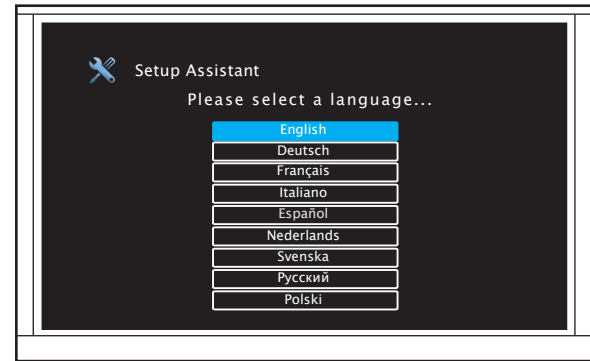 Setup Assistant
Please select a language...
English
Deutsch
Français
Italiano
Español
Nederlands
Svenska
Русский
Polski